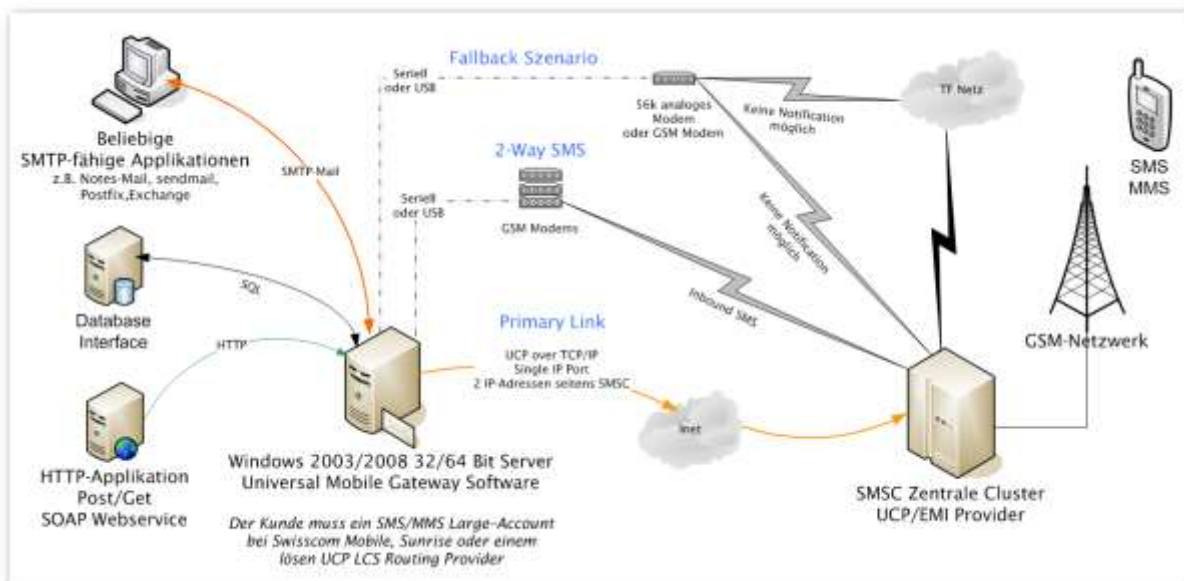 Fallback Szenario
Seriell
oder USB
56k analoges
Modem
oder GSM Modem
Keine Notification
möglich
TF Netz
SMS
MMS
Beliebige
SMTP-fähige Applikationen
z.B. Notes-Mail, sendmail,
Postfix,Exchange
SMTP-Mail
2-Way SMS
Seriell
oder USB
GSM Modems
Keine Notification
möglich
Inbound SMS
SQL
Database
Interface
HTTP
Primary Link
UCP over TCP/IP
Single IP Port
2 IP-Adressen seitens SMSC
Inet
GSM-Netzwerk
HTTP-Applikation
Post/Get
SOAP Webservice
Windows 2003/2008 32/64 Bit Server
Universal Mobile Gateway Software
Der Kunde muss ein SMS/MMS Large-Account
bei Swisscom Mobile, Sunrise oder einem
lösen UCP LCS Routing Provider
SMSC Zentrale Cluster
UCP/EMI Provider